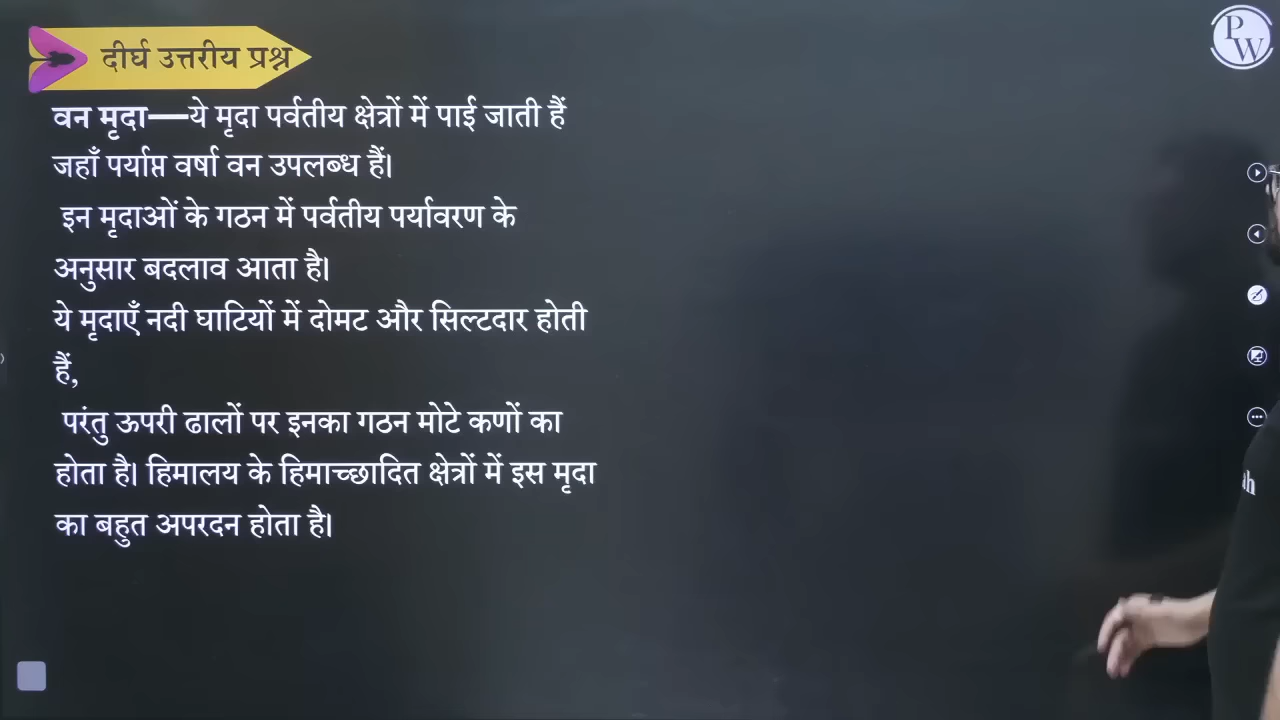 दीर्घ उत्तरीय प्रश्न
PW
वन मृदा—ये मृदा पर्वतीय क्षेत्रों में पाई जाती हैं
जहाँ पर्याप्त वर्षा वन उपलब्ध हैं।
इन मृदाओं के गठन में पर्वतीय पर्यावरण के
अनुसार बदलाव आता है।
ये मृदाएँ नदी घाटियों में दोमट और सिल्टदार होती
हैं,
परंतु ऊपरी ढालों पर इनका गठन मोटे कणों का
होता है। हिमालय के हिमाच्छादित क्षेत्रों में इस मृदा
का बहुत अपरदन होता है।